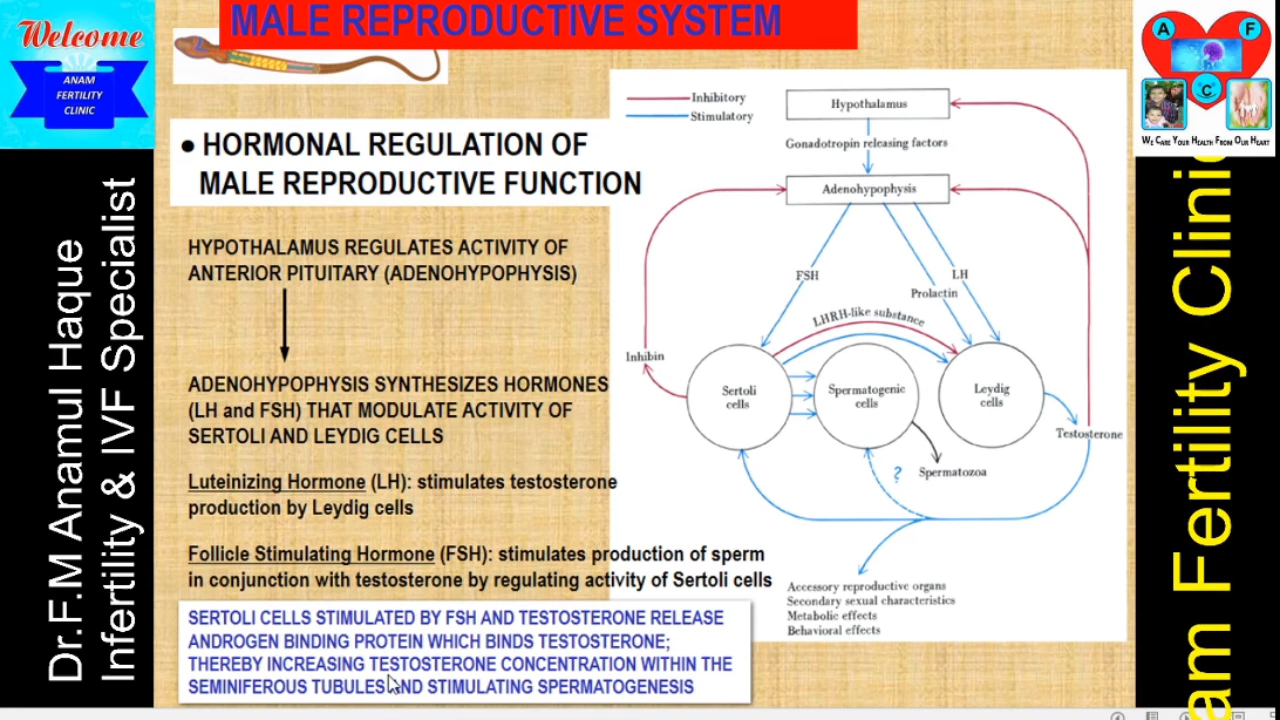 MALE REPRODUCTIVE SYSTEM
Welcome
ANAM
FERTILITY
CLINIC
Dr.F.M Anamul Haque
Infertility & IVF Specialist
• HORMONAL REGULATION OF
MALE REPRODUCTIVE FUNCTION
HYPOTHALAMUS REGULATES ACTIVITY OF
ANTERIOR PITUITARY (ADENOHYPOPHYSIS)
ADENOHYPOPHYSIS SYNTHESIZES HORMONES
(LH and FSH) THAT MODULATE ACTIVITY OF
SERTOLI AND LEYDIG CELLS
Luteinizing Hormone (LH): stimulates testosterone
production by Leydig cells
Follicle Stimulating Hormone (FSH): stimulates production of sperm
in conjunction with testosterone by regulating activity of Sertoli cells
SERTOLI CELLS STIMULATED BY FSH AND TESTOSTERONE RELEASE
ANDROGEN BINDING PROTEIN WHICH BINDS TESTOSTERONE;
THEREBY INCREASING TESTOSTERONE CONCENTRATION WITHIN THE
SEMINIFEROUS TUBULES AND STIMULATING SPERMATOGENESIS
Inhibitory
Stimulatory
Hypothalamus
Gonadotropin releasing factors
Adenohypophysis
FSH
LH
Prolactin
LHRH-like substance
Inhibin
Sertoli
cells
Spermatogenic
cells
Leydig
cells
Testosterone
?
Spermatozoa
Accessory reproductive organs
Secondary sexual characteristics
Metabolic effects
Behavioral effects
A
F
C
WE CARE YOUR HEALTH FROM OUR HEART
am Fertility Clinic